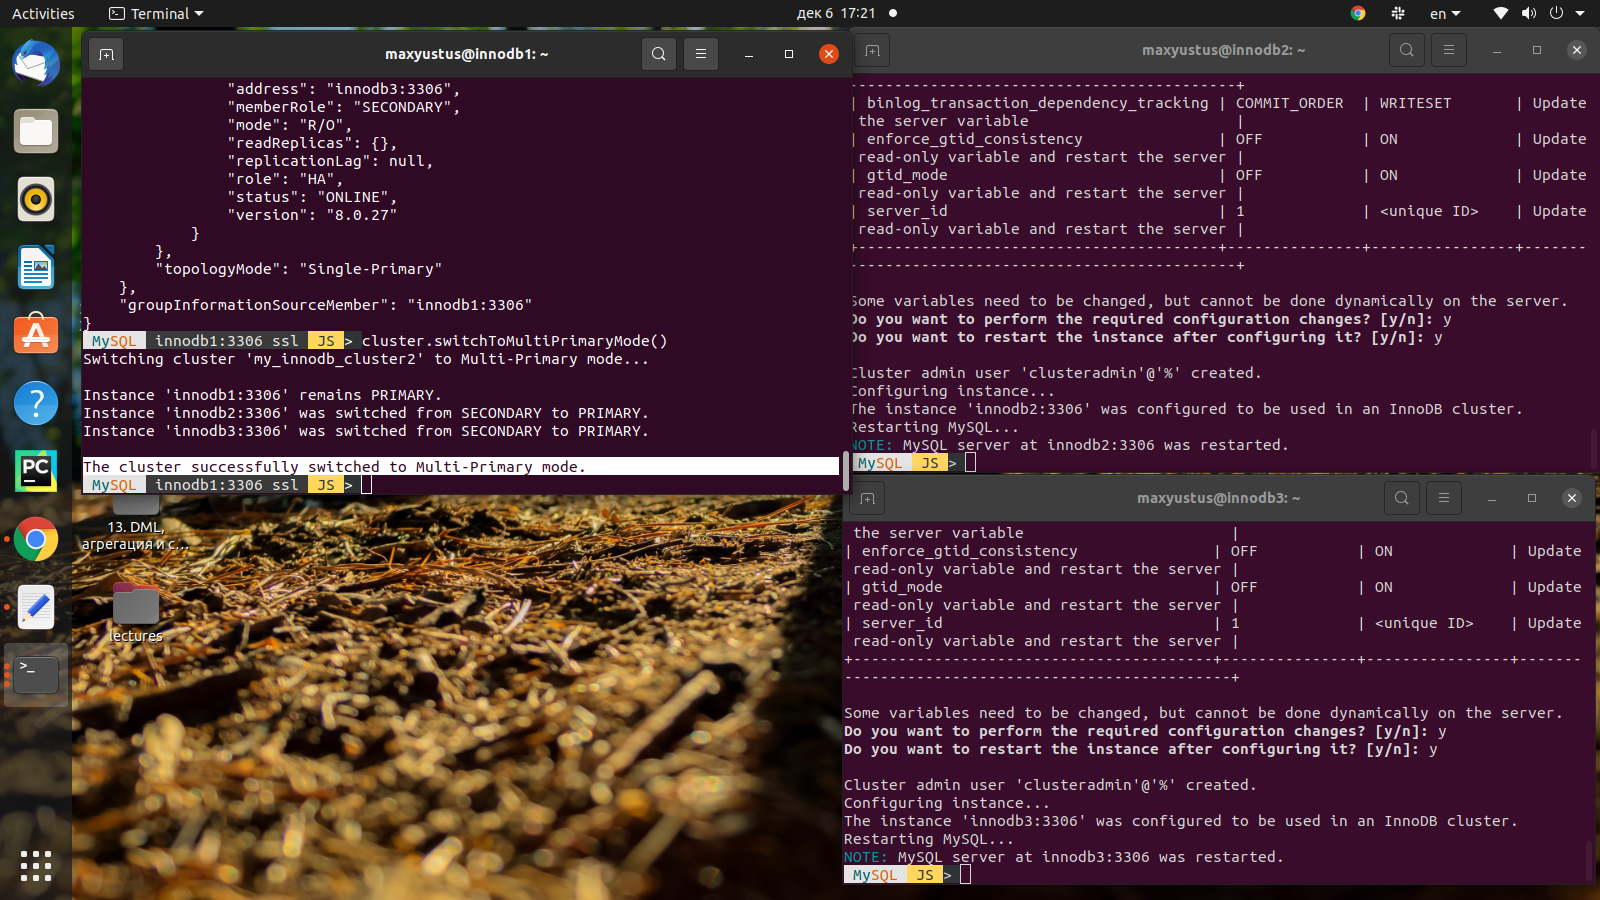 Activities
Terminal
дек 6 17:21
en
maxyustus@innodb1: ~
"address": "innodb3:3306",
"memberRole": "SECONDARY",
"mode": "R/O",
"readReplicas": {},
"replicationLag": null,
"role": "HA",
"status": "ONLINE",
"version": "8.0.27"
}
},
"topologyMode": "Single-Primary"
},
"groupInformationSourceMember": "innodb1:3306"
}
MySQL innodb1:3306 ssl JS > cluster.switchToMultiPrimaryMode()
Switching cluster 'my_innodb_cluster2' to Multi-Primary mode...
Instance 'innodb1:3306' remains PRIMARY.
Instance 'innodb2:3306' was switched from SECONDARY to PRIMARY.
Instance 'innodb3:3306' was switched from SECONDARY to PRIMARY.
The cluster successfully switched to Multi-Primary mode.
MySQL innodb1:3306 ssl JS >
maxyustus@innodb2: ~
-------------------------------------------+
| binlog_transaction_dependency_tracking | COMMIT_ORDER | WRITESET | Update
the server variable |
| enforce_gtid_consistency | OFF | ON | Update
read-only variable and restart the server |
| gtid_mode | OFF | ON | Update
read-only variable and restart the server |
| server_id | 1 | <unique ID> | Update
read-only variable and restart the server |
+----------------------------------------+---------------+----------------+-------
-------------------------------------------+
Some variables need to be changed, but cannot be done dynamically on the server.
Do you want to perform the required configuration changes? [y/n]: y
Do you want to restart the instance after configuring it? [y/n]: y
Cluster admin user 'clusteradmin'@'%' created.
Configuring instance...
The instance 'innodb2:3306' was configured to be used in an InnoDB cluster.
Restarting MySQL...
NOTE: MySQL server at innodb2:3306 was restarted.
MySQL JS >
maxyustus@innodb3: ~
the server variable |
| enforce_gtid_consistency | OFF | ON | Update
read-only variable and restart the server |
| gtid_mode | OFF | ON | Update
read-only variable and restart the server |
| server_id | 1 | <unique ID> | Update
read-only variable and restart the server |
+----------------------------------------+---------------+----------------+-------
-------------------------------------------+
Some variables need to be changed, but cannot be done dynamically on the server.
Do you want to perform the required configuration changes? [y/n]: y
Do you want to restart the instance after configuring it? [y/n]: y
Cluster admin user 'clusteradmin'@'%' created.
Configuring instance...
The instance 'innodb3:3306' was configured to be used in an InnoDB cluster.
Restarting MySQL...
NOTE: MySQL server at innodb3:3306 was restarted.
MySQL JS >
PC
13. DML,
агрегация и с...
lectures